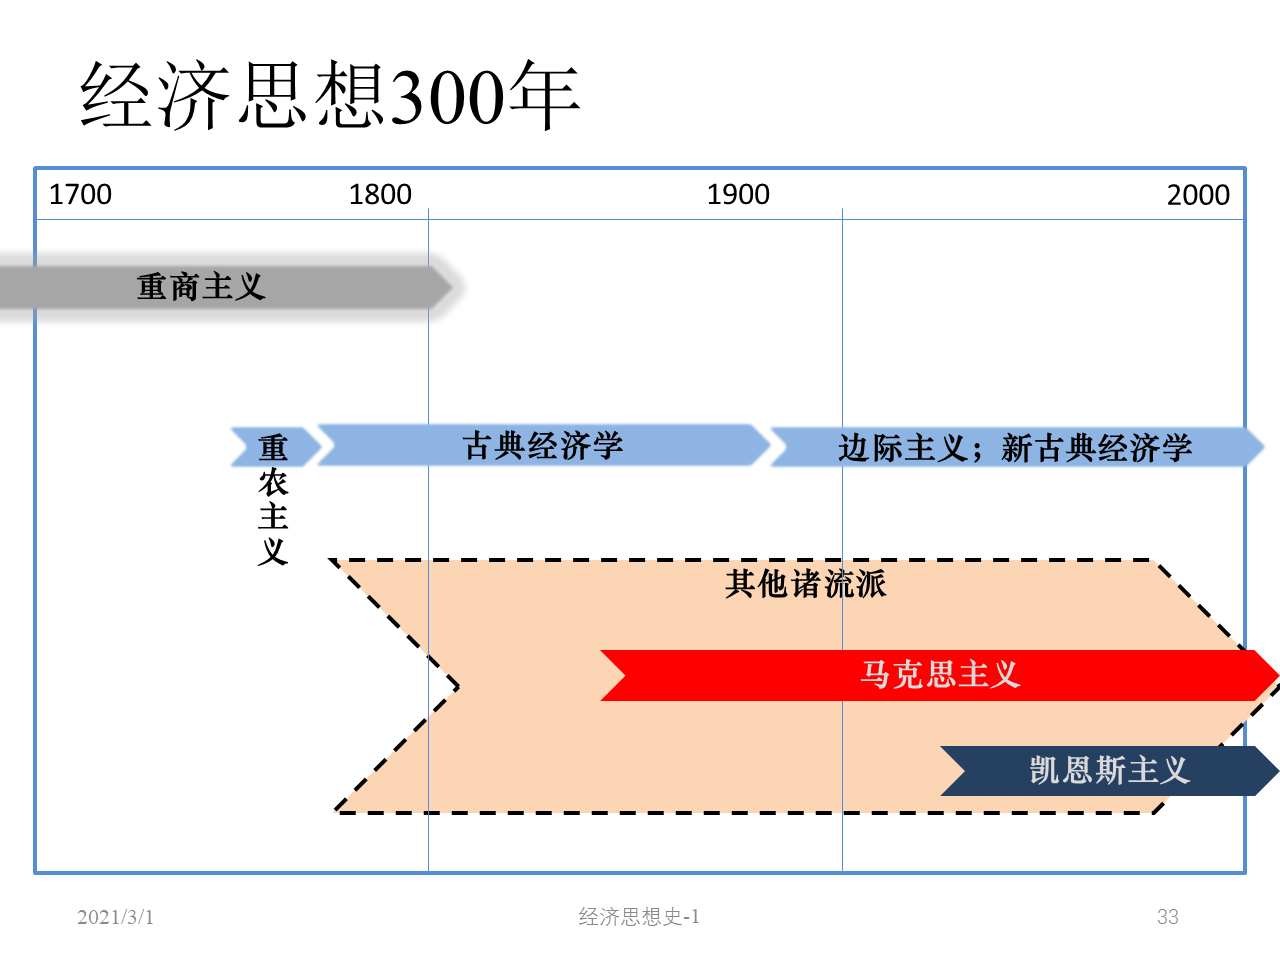 经济思想300年
1700 1800 1900 2000
重商主义
重农主义
古典经济学
边际主义；新古典经济学
其他诸流派
马克思主义
凯恩斯主义
2021/3/1 经济思想史-1 33